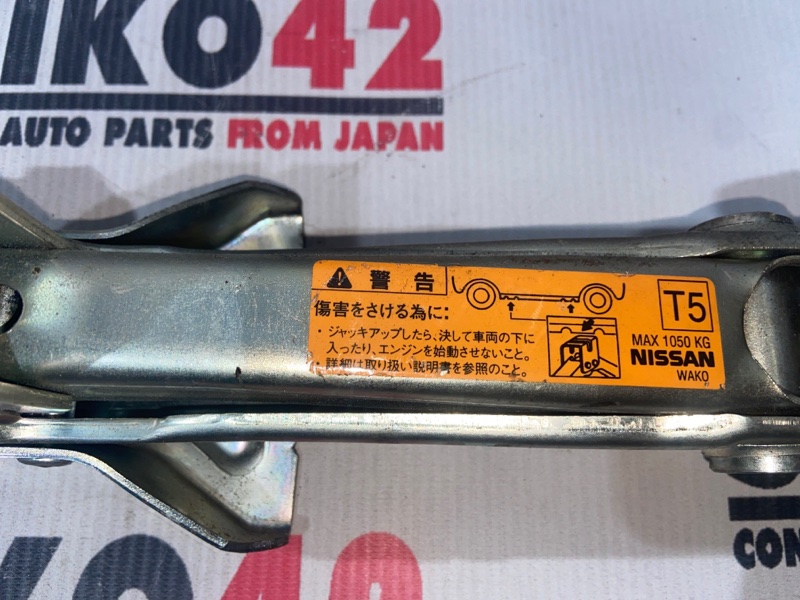 IKO42
AUTO PARTS FROM JAPAN
警告
傷害をさける為に:
・ジャッキアップしたら、決して車両の下に
入ったり、エンジンを始動させないこと。
詳細は取り扱い説明書を参照のこと。
T5
MAX 1050 KG
NISSAN
WAKO
CON
IKO42